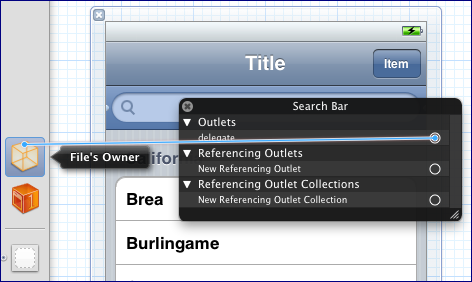 Title
Item
Search Bar
Outlets
delegate
File's Owner
Referencing Outlets
New Referencing Outlet
Referencing Outlet Collections
New Referencing Outlet Collection
Brea
Burlingame